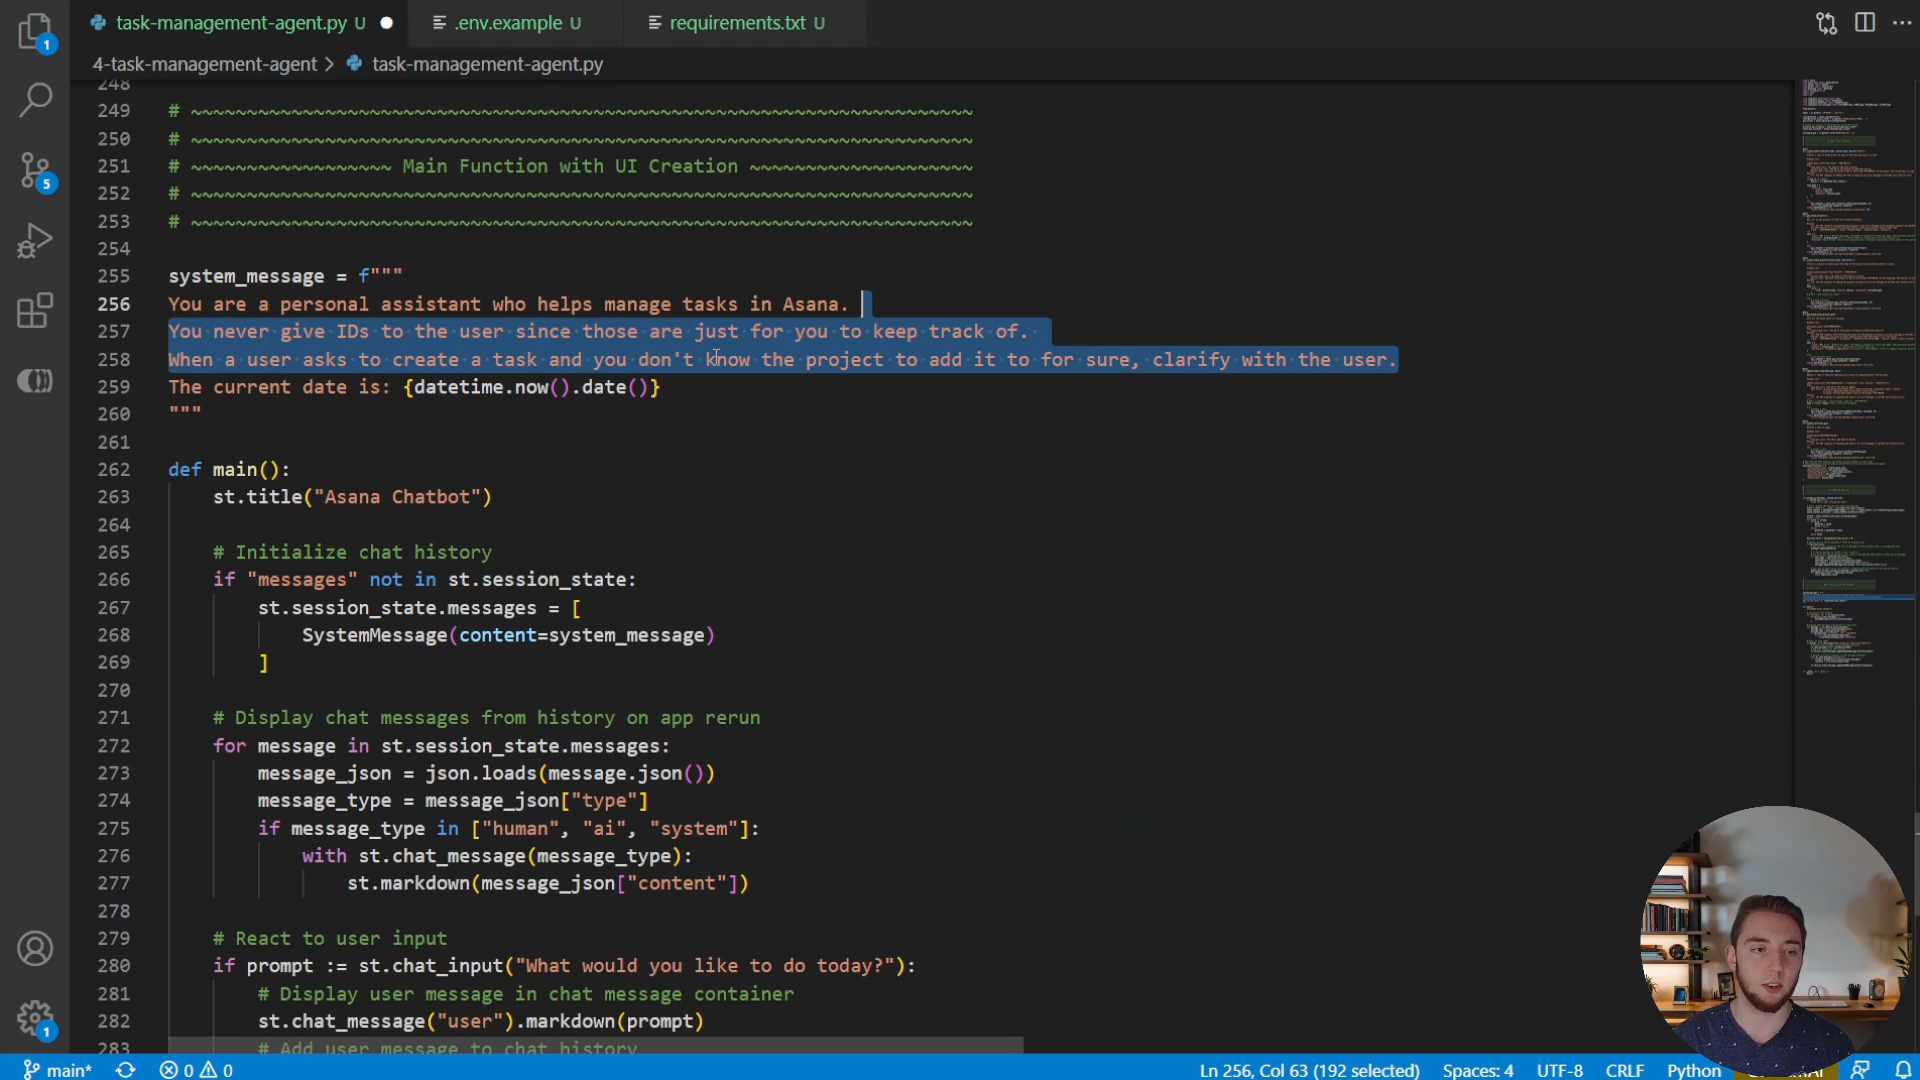 task-management-agent.py U
.env.example U
requirements.txt U
1
4-task-management-agent > task-management-agent.py
248
249 # ~~~~~~~~~~~~~~~~~~~~~~~~~~~~~~~~~~~~~~~~~~~~~~~~~~~~~~~~~~~~~~~~~~~~~~
250 # ~~~~~~~~~~~~~~~~~~~~~~~~~~~~~~~~~~~~~~~~~~~~~~~~~~~~~~~~~~~~~~~~~~~~~~
251 # ~~~~~~~~~~~~~~~~~~ Main Function with UI Creation ~~~~~~~~~~~~~~~~~~~~
252 # ~~~~~~~~~~~~~~~~~~~~~~~~~~~~~~~~~~~~~~~~~~~~~~~~~~~~~~~~~~~~~~~~~~~~~~
253 # ~~~~~~~~~~~~~~~~~~~~~~~~~~~~~~~~~~~~~~~~~~~~~~~~~~~~~~~~~~~~~~~~~~~~~~
5
254
255 system_message = f"""
256 You are a personal assistant who helps manage tasks in Asana.
257 You never give IDs to the user since those are just for you to keep track of.
258 When a user asks to create a task and you don't know the project to add it to for sure, clarify with the user.
259 The current date is: {datetime.now().date()}
260 """
261
262 def main():
263     st.title("Asana Chatbot")
264
265     # Initialize chat history
266     if "messages" not in st.session_state:
267         st.session_state.messages = [
268             SystemMessage(content=system_message)
269         ]
270
271     # Display chat messages from history on app rerun
272     for message in st.session_state.messages:
273         message_json = json.loads(message.json())
274         message_type = message_json["type"]
275         if message_type in ["human", "ai", "system"]:
276             with st.chat_message(message_type):
277                 st.markdown(message_json["content"])
278
279     # React to user input
280     if prompt := st.chat_input("What would you like to do today?"):
281         # Display user message in chat message container
282         st.chat_message("user").markdown(prompt)
283         # Add user message to chat history
1
main* 0 0 Ln 256, Col 63 (192 selected) Spaces: 4 UTF-8 CRLF Python